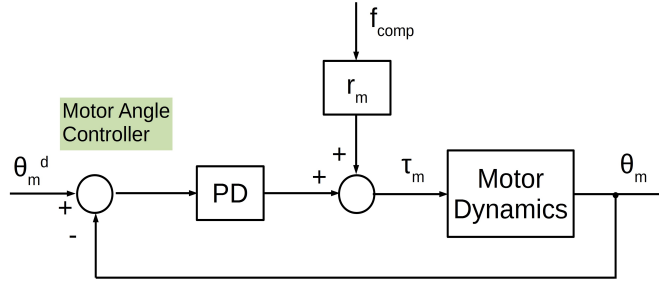 f_comp
r_m
Motor Angle
Controller
θ_m^d
+
-
PD
+
+
τ_m
Motor
Dynamics
θ_m